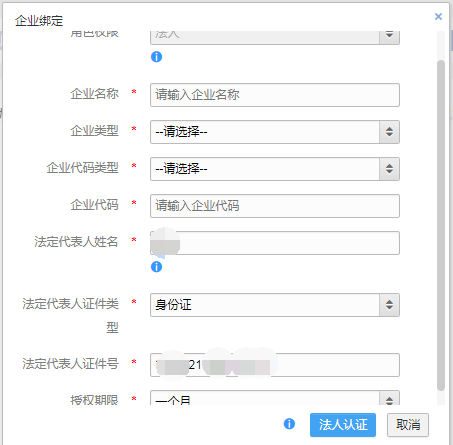 企业绑定 ×
角色权限 法人
企业名称 * 请输入企业名称
企业类型 * --请选择--
企业代码类型 * --请选择--
企业代码 * 请输入企业代码
法定代表人姓名 *
法定代表人证件类 * 身份证
型
法定代表人证件号 * 21
授权期限 * 一个月
法人认证 取消